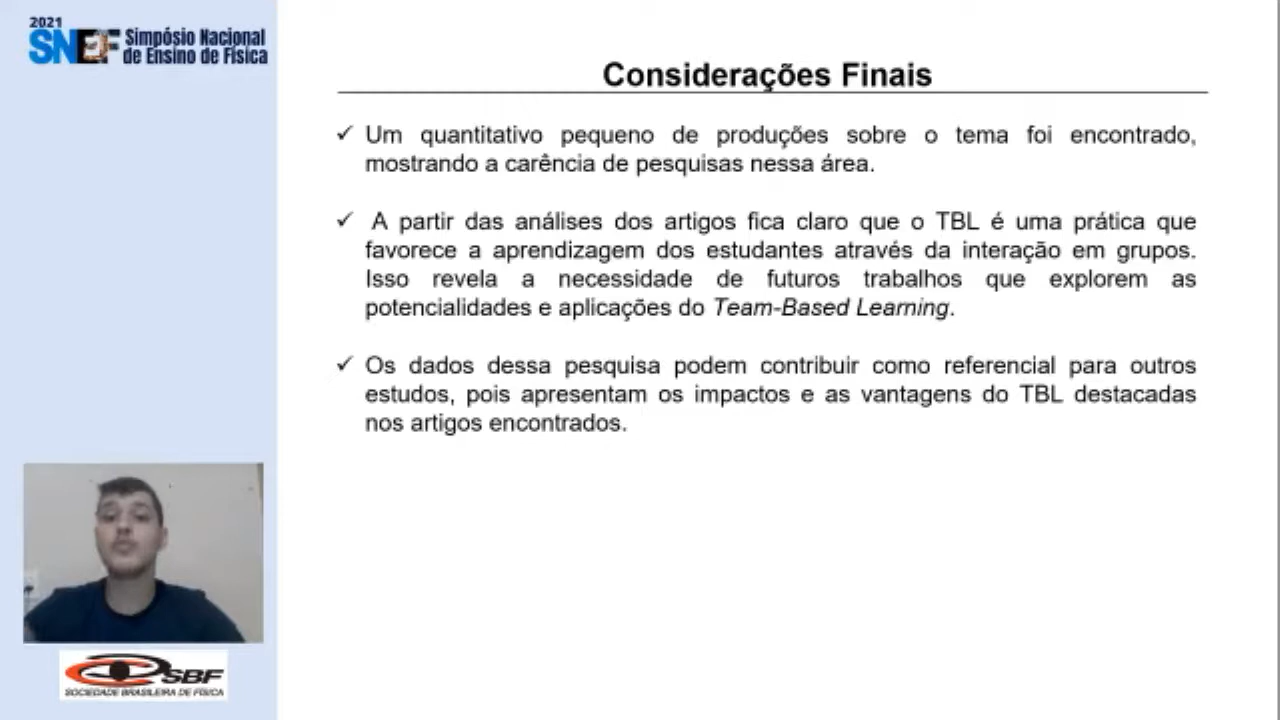 2021
SNEF Simpósio Nacional
de Ensino de Física
Considerações Finais
✓ Um quantitativo pequeno de produções sobre o tema foi encontrado,
mostrando a carência de pesquisas nessa área.
✓ A partir das análises dos artigos fica claro que o TBL é uma prática que
favorece a aprendizagem dos estudantes através da interação em grupos.
Isso revela a necessidade de futuros trabalhos que explorem as
potencialidades e aplicações do Team-Based Learning.
✓ Os dados dessa pesquisa podem contribuir como referencial para outros
estudos, pois apresentam os impactos e as vantagens do TBL destacadas
nos artigos encontrados.
SBF
SOCIEDADE BRASILEIRA DE FÍSICA